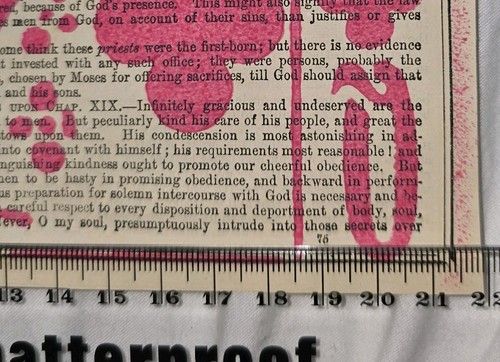 red, because of God's presence. This might also signify that the law
s men from God, on account of their sins, than justifies or gives
ome think these priests were the first-born; but there is no evidence
t invested with any such office; they were persons, probably the
, chosen by Moses for offering sacrifices, till God should assign that
and his sons.
UPON CHAP. XIX.—Infinitely gracious and undeserved are the
to men. But peculiarly kind his care of his people, and great the
tows upon them. His condescension is most astonishing in ad-
into covenant with himself; his requirements most reasonable! and
nguishing kindness ought to promote our cheerful obedience. But
en to be hasty in promising obedience, and backward in perform-
us preparation for solemn intercourse with God is necessary and be-
careful respect to every disposition and deportment of body, soul,
ever, O my soul, presumptuously intrude into those secrets over
75
13 14 15 16 17 18 19 20 21 22
atterproof